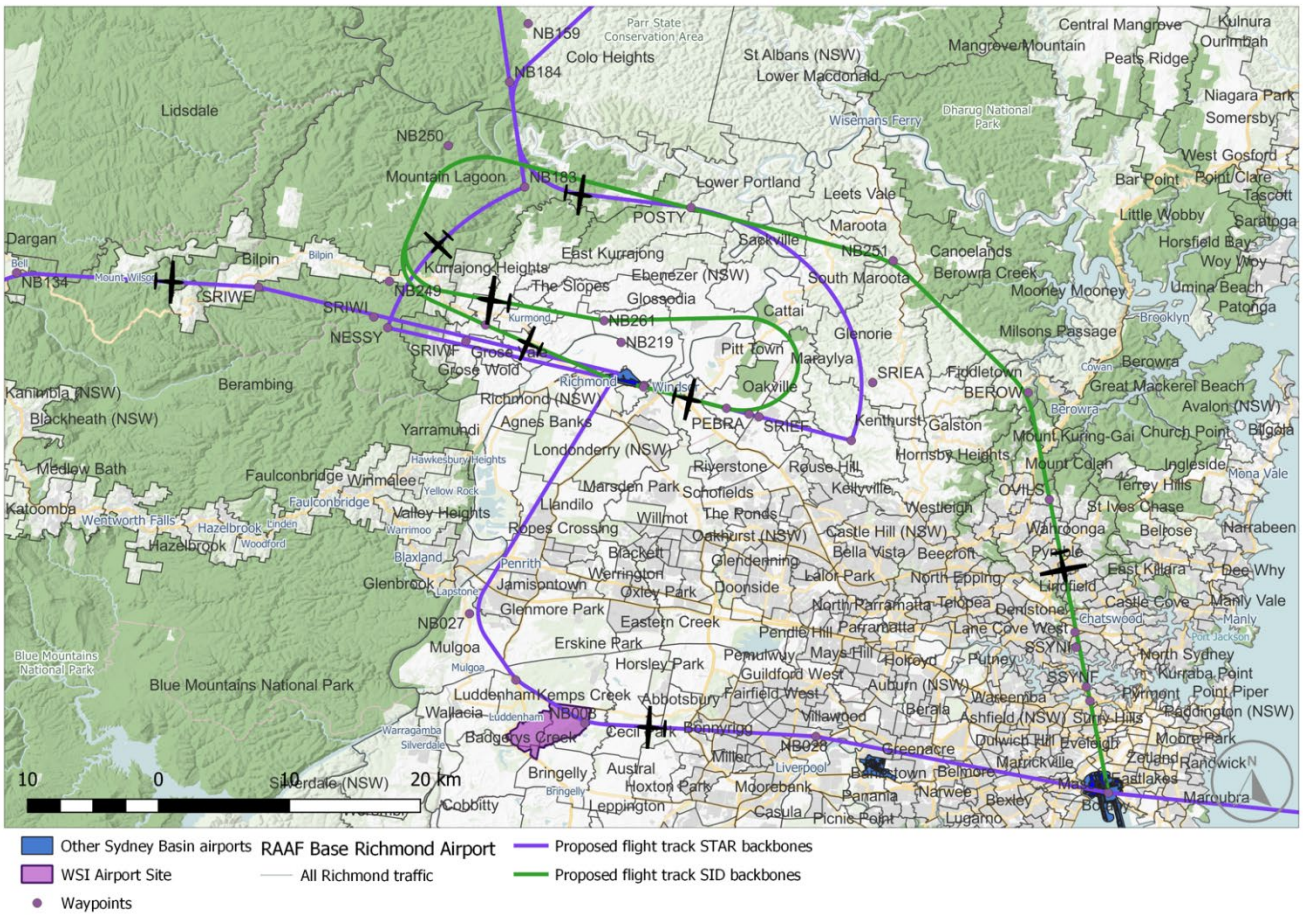 Parr State
Conservation Area
Central Mangrove
Kulnura
NB159
Ourimbah
Colo Heights
St Albans (NSW)
Mangrove Mountain
Peats Ridge
NB184
Lower Macdonald
Niagara Park
Lidsdale
Dharug National
Park
Somersby
Wisemans Ferry
NB250
West Gosford
Mountain Lagoon
NB183
Lower Portland
Bar Point
Point Clare
Leets Vale
Tascott
POSTY
Little Wobby
Saratoga
Maroota
Dargan
Sackville
Horsfield Bay
Bilpin
Bilpin
East Kurrajong
NB251
Canoelands
Woy Woy
Bell
Mount Wilson
Kurrajong Heights
Ebenezer (NSW)
South Maroota
Berowra Creek
NB134
SRIWE
NB249
The Slopes
Glossodia
Mooney Mooney
Umina Beach
Patonga
SRIWI
Kurmond
NB261
Cattai
Brooklyn
NESSY
Glenorie
Milsons Passage
SRIWF
Grose Vale
NB219
Pitt Town
Maraylya
Berowra
Grose Wold
SRIEA
Fiddletown
Cowan
Kanimbla (NSW)
Berambing
Richmond
Windsor
Oakville
BEROW
Great Mackerel Beach
Blackheath (NSW)
Richmond (NSW)
Berowra
Avalon (NSW)
Yarramundi
Agnes Banks
PEBRA
SRIEF
Kenthurst
Galston
Mount Kuring-Gai
Church Point
Bilgola
Londonderry (NSW)
Hornsby Heights
Medlow Bath
Hawkesbury Heights
Riverstone
Rouse Hill
Mount Colah
Ingleside
Mona Vale
Faulconbridge
Winmalee
Yellow Rock
Marsden Park
Schofields
Kellyville
OVILS
Terrey Hills
Katoomba
Faulconbridge
Llandilo
Westleigh
St Ives Chase
Wentworth Falls
Hazelbrook
Linden
Valley Heights
Willmot
The Ponds
Woodford
Warrimoo
Ropes Crossing
Oakhurst (NSW)
Castle Hill (NSW)
Wahroonga
Belrose
Narrabeen
Hazelbrook
Blaxland
Blackett
Bella Vista
Beecroft
Pymble
Penrith
Werrington
Glendenning
East Killara
Dee Why
Glenbrook
Lapstone
Jamisontown
Oxley Park
Doonside
Lalor Park
North Epping
Lindfield
Glenmore Park
North Parramatta
Telopea
Denistone
Castle Cove
Manly Vale
NB027
Eastern Creek
Pendle Hill
Parramatta
Lane Cove West
Chatswood
Manly
Mulgoa
Erskine Park
Port Jackson
Blue Mountains
National Park
Pemulwuy
Mays Hill
Holroyd
Putney
SSYNI
North Sydney
Mulgoa
Horsley Park
Guildford West
Kurraba Point
Blue Mountains National Park
Luddenham
Kemps Creek
Abbotsbury
Fairfield West
Auburn (NSW)
Wareemba
SSYNF
Pyrmont
Point Piper
Wallacia
Luddenham
NB003
Villawood
Berala
Ashfield (NSW)
Surry Hills
Paddington (NSW)
Warragamba
Badgerys Creek
Cecil Park
Bonnyrigg
NB028
Greenacre
Dulwich Hill
Eveleigh
Moore Park
Silverdale
Miller
Liverpool
Marrickville
Zetland
Randwick
10 0 10 20 km
Silverdale (NSW)
Bringelly
Austral
Moorebank
Bankstown
Belmore
Eastlakes
Bringelly
Hoxton Park
Panania
Narwee
Botany
Maroubra
Cobbitty
Leppington
Casula
Picnic Point
Lugarno
Bexley
N
Other Sydney Basin airports
RAAF Base Richmond Airport
Proposed flight track STAR backbones
WSI Airport Site
All Richmond traffic
Proposed flight track SID backbones
Waypoints